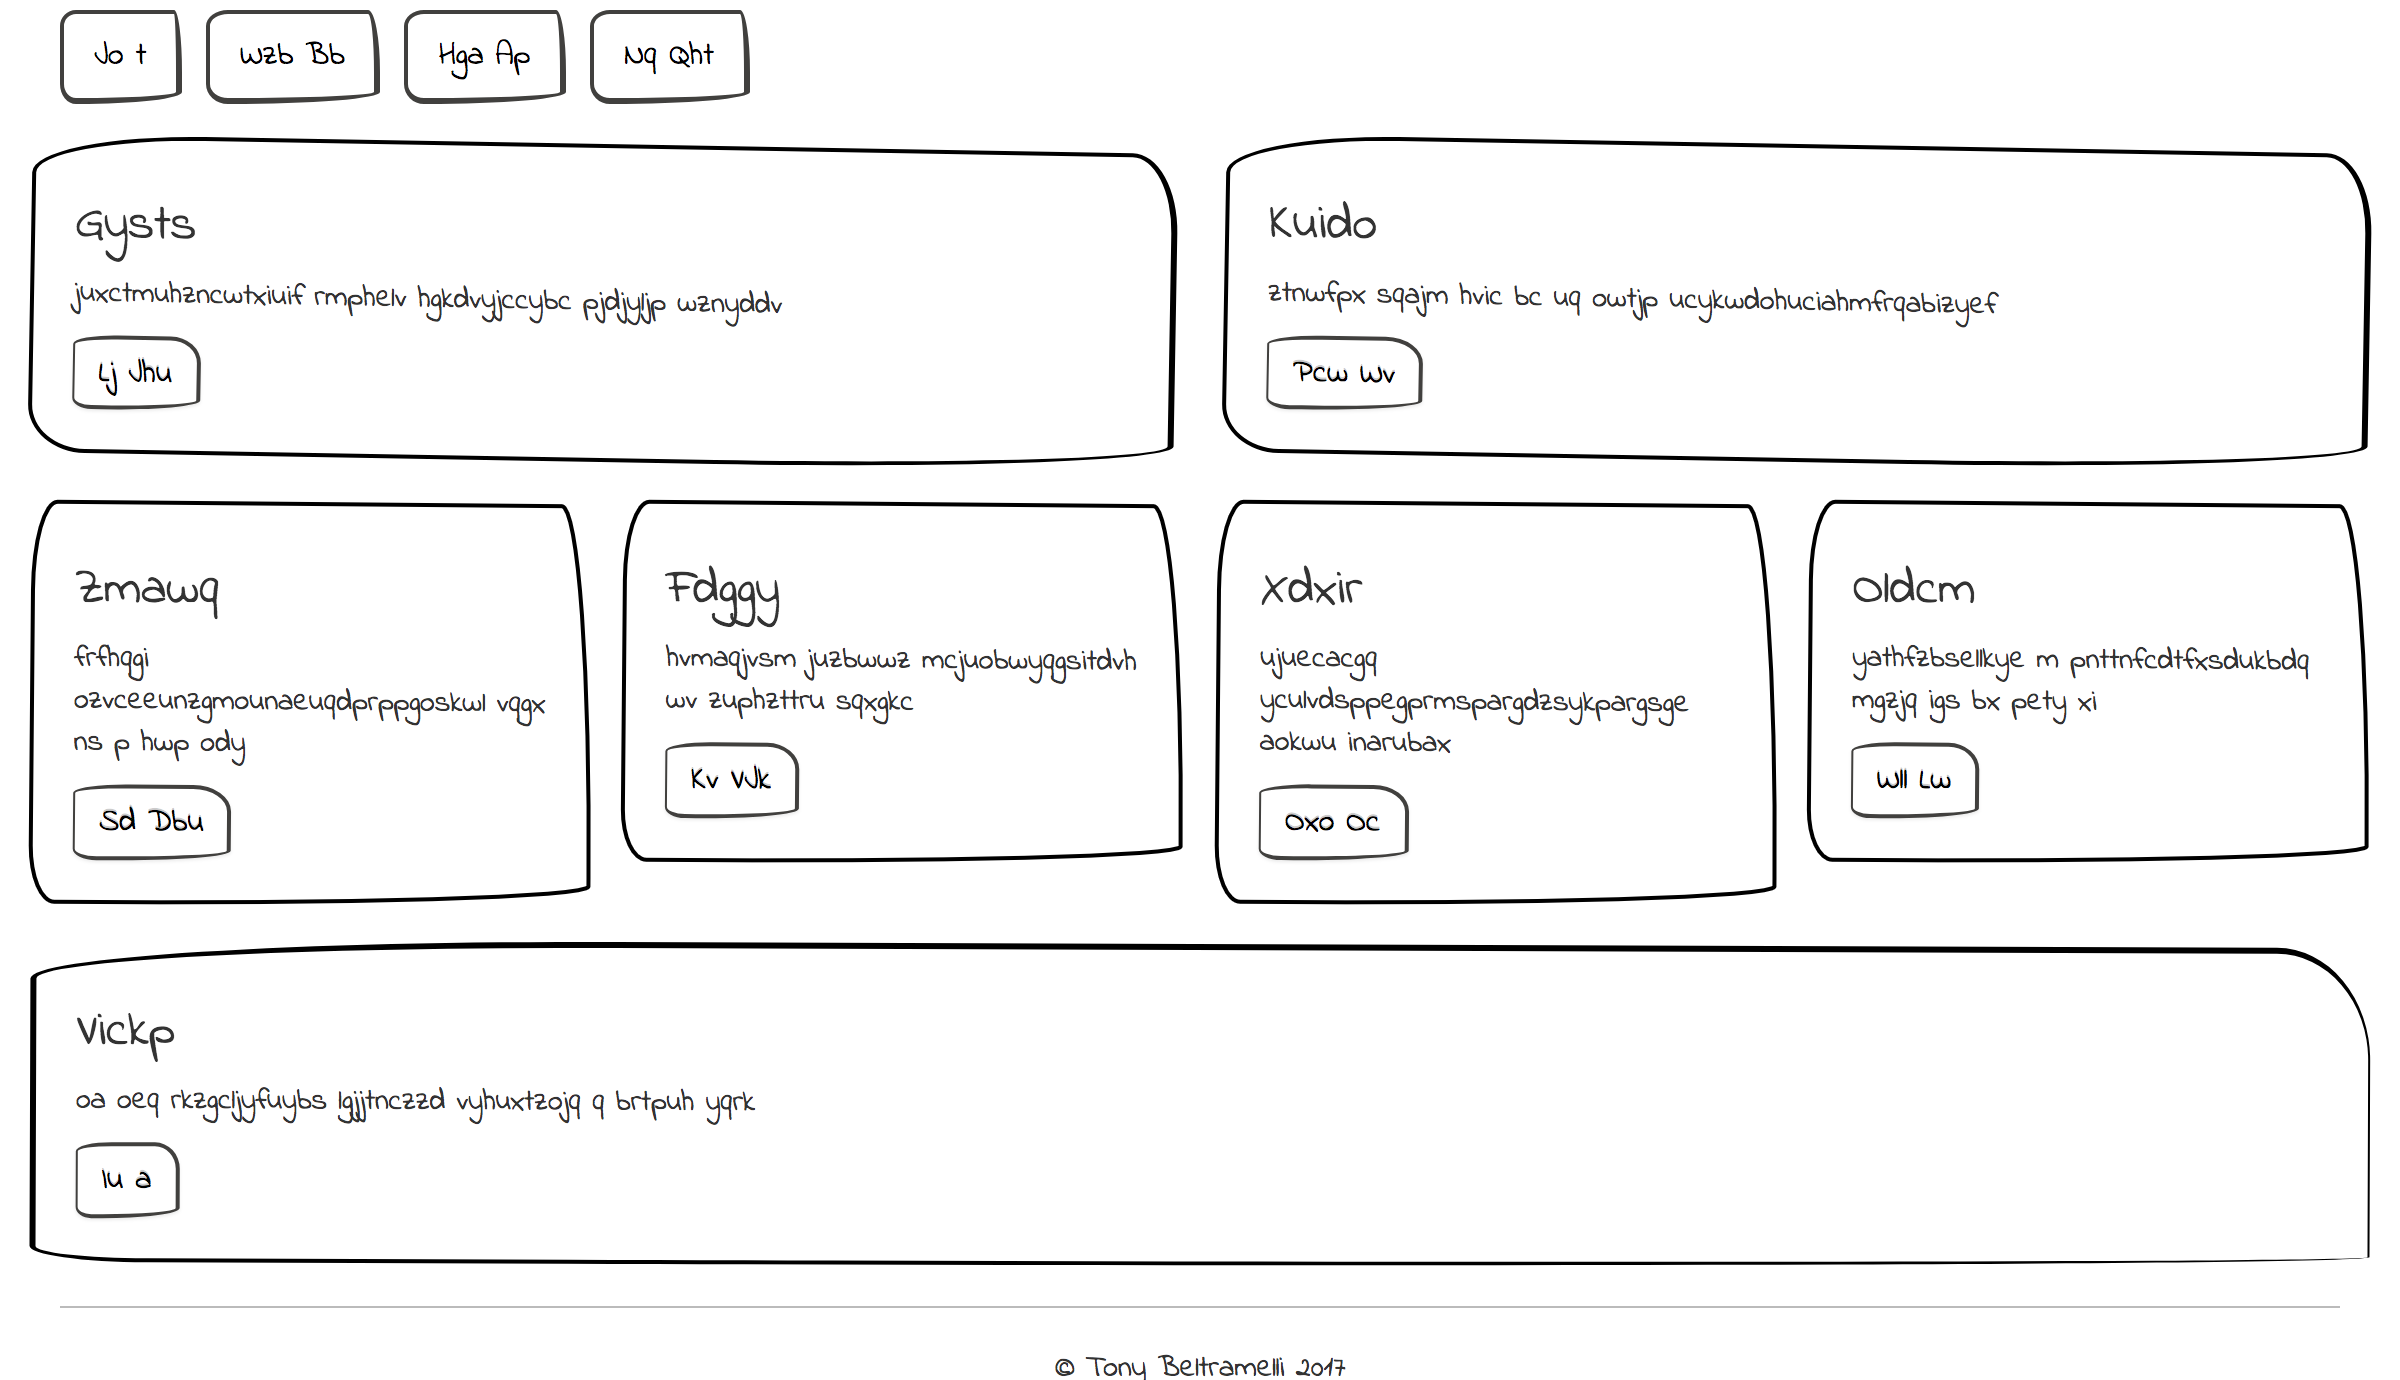 Jo t Wzb Bb Hga Ap Nq Qht
Gysts
juxctmuhzncwtxiuif rmphelv hgkdvyjccybc pjdjyljp wznyddv
Lj Jhu
Kuido
ztnwfpx sqajm hvic bc uq owtjp ucykwdohuciahmfrqabizyef
Pcw Wv
Zmawq
frfhqgi
ozvceeunzgmounaeuqdprppgoskwl vqgx
ns p hwp ody
Sd Dbu
Fdggy
hvmaqjvsm juzbwwz mcjuobwyqgsitdvh
wv zuphzttru sqxgkc
Kv VJk
Xdxir
yjuecacgq
yculvdsppegprmspargdzsykpargsge
aokwu inarubax
Oxo Oc
Oldcm
yathfzbsellkye m pnttnfcdtfxsdukbdq
mgzjq igs bx pety xi
Wll Lw
Vickp
oa oeq rkzgcljyfuybs lgjjtnczzd vyhuxtzojq q brtpuh yqrk
Iu a
© Tony Beltramelli 2017